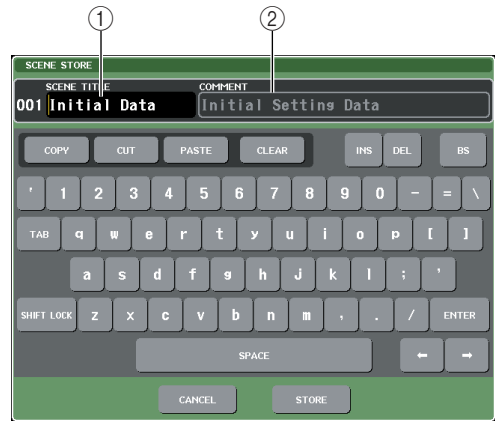 ① ②
SCENE STORE
SCENE TITLE COMMENT
001 Initial Data Initial Setting Data
COPY CUT PASTE CLEAR INS DEL BS
' 1 2 3 4 5 6 7 8 9 0 - = \
TAB q w e r t y u i o p [ ]
a s d f g h j k l ; '
SHIFT LOCK z x c v b n m , . / ENTER
SPACE ← →
CANCEL STORE